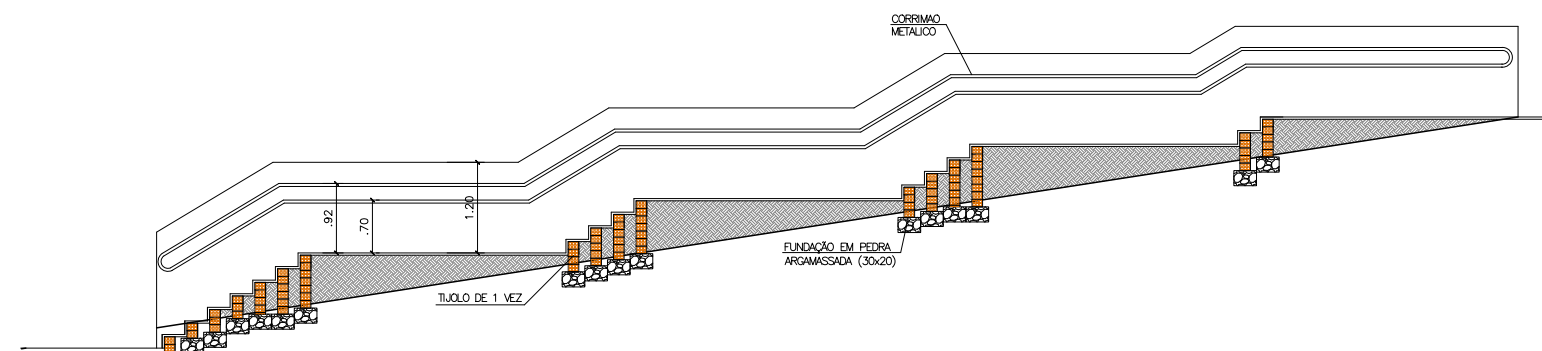 CORRIMAO
METALICO
.92
.70
1.20
FUNDAÇÃO EM PEDRA
ARGAMASSADA (30x20)
TIJOLO DE 1 VEZ